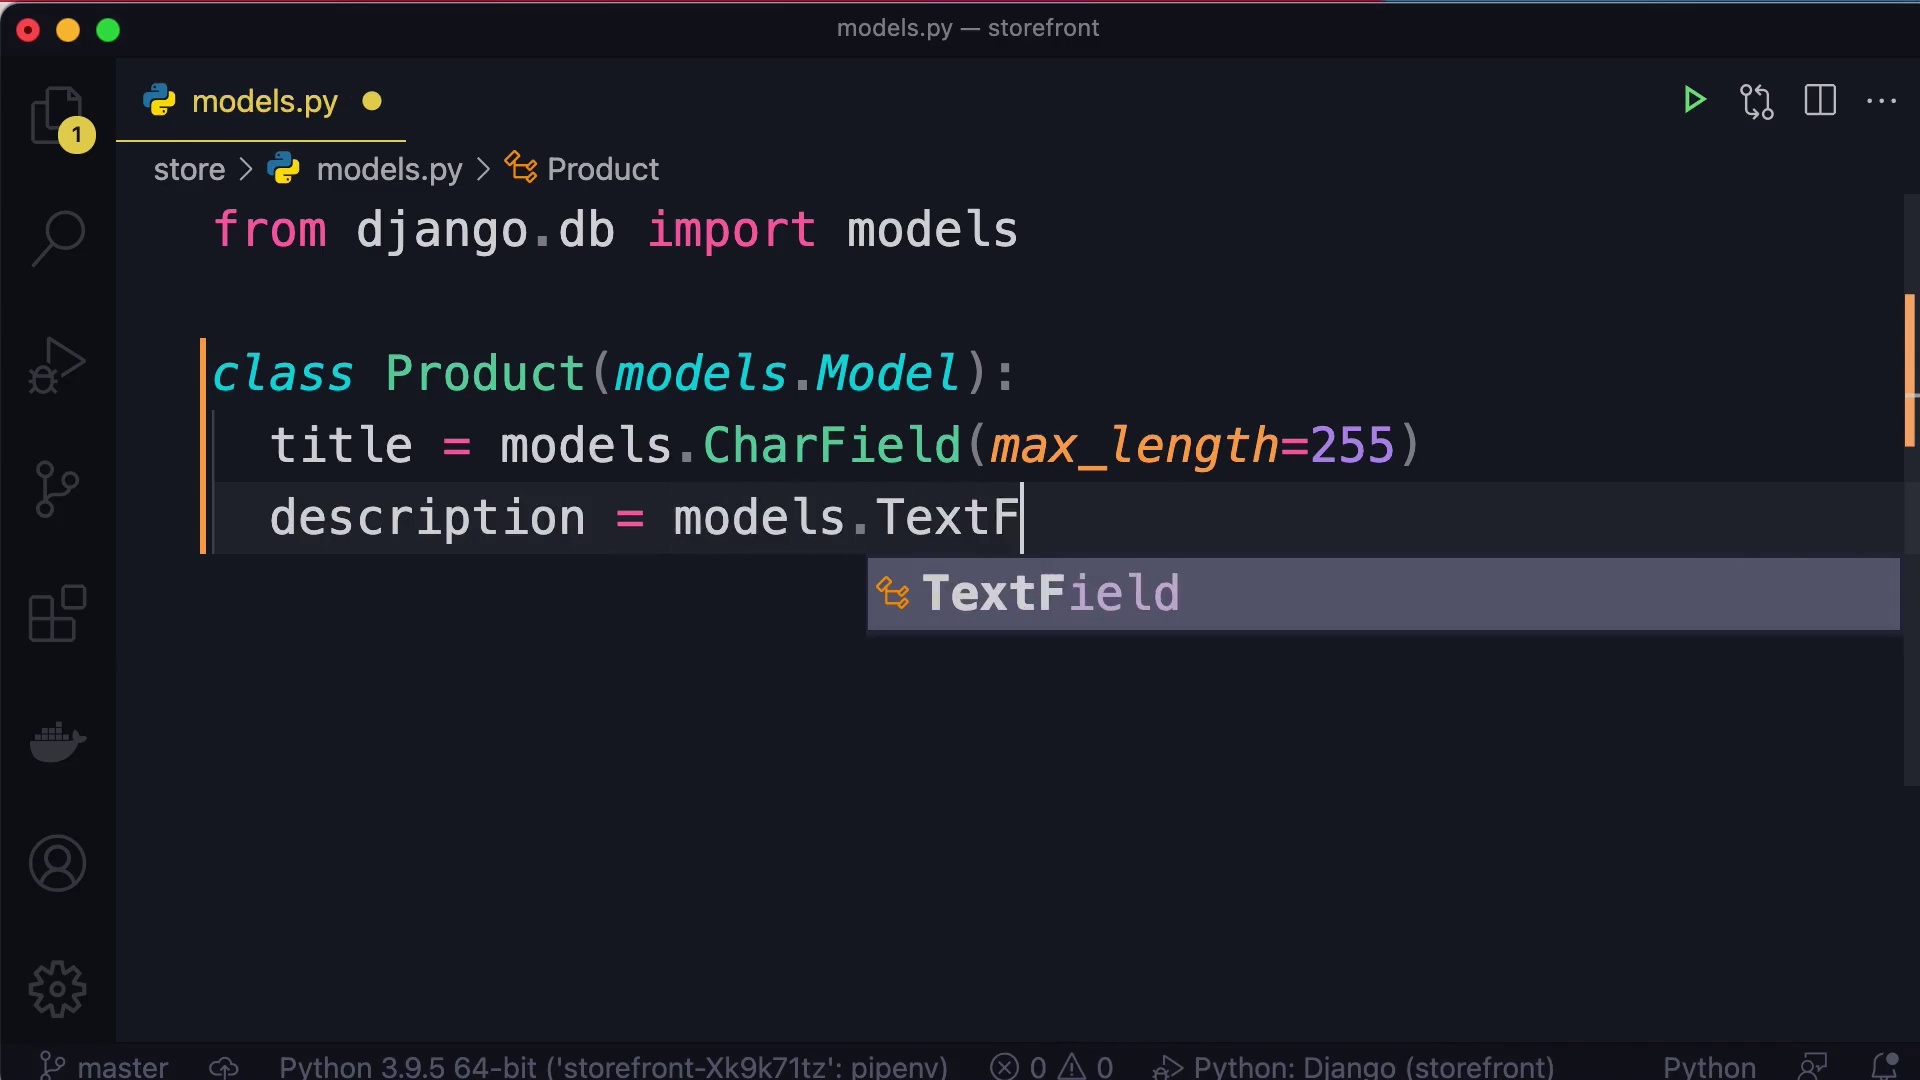 models.py — storefront
models.py
1
store > models.py > Product
from django.db import models
class Product(models.Model):
title = models.CharField(max_length=255)
description = models.TextF
TextField
master Python 3.9.5 64-bit ('storefront-Xk9k71tz': pipenv) 0 0 Python: Django (storefront) Python